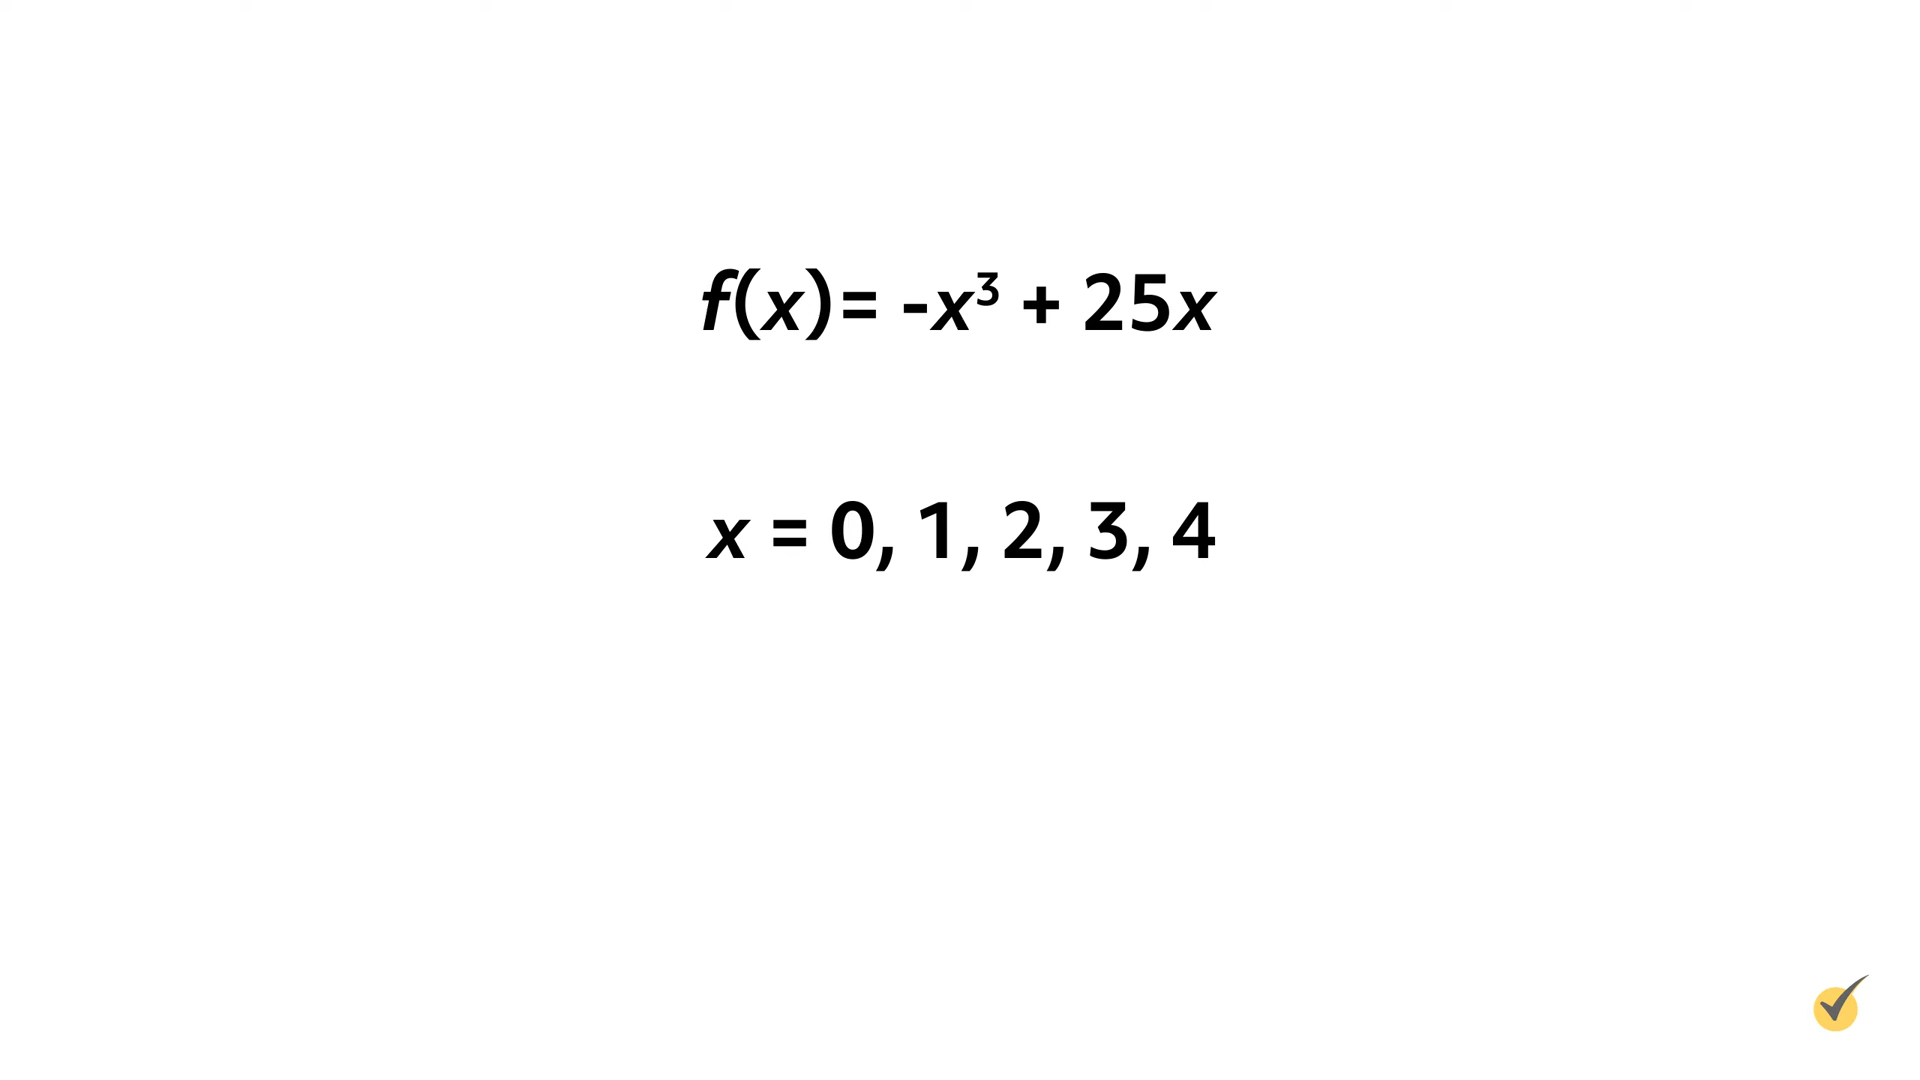 f(x)= -x³ + 25x
x = 0, 1, 2, 3, 4